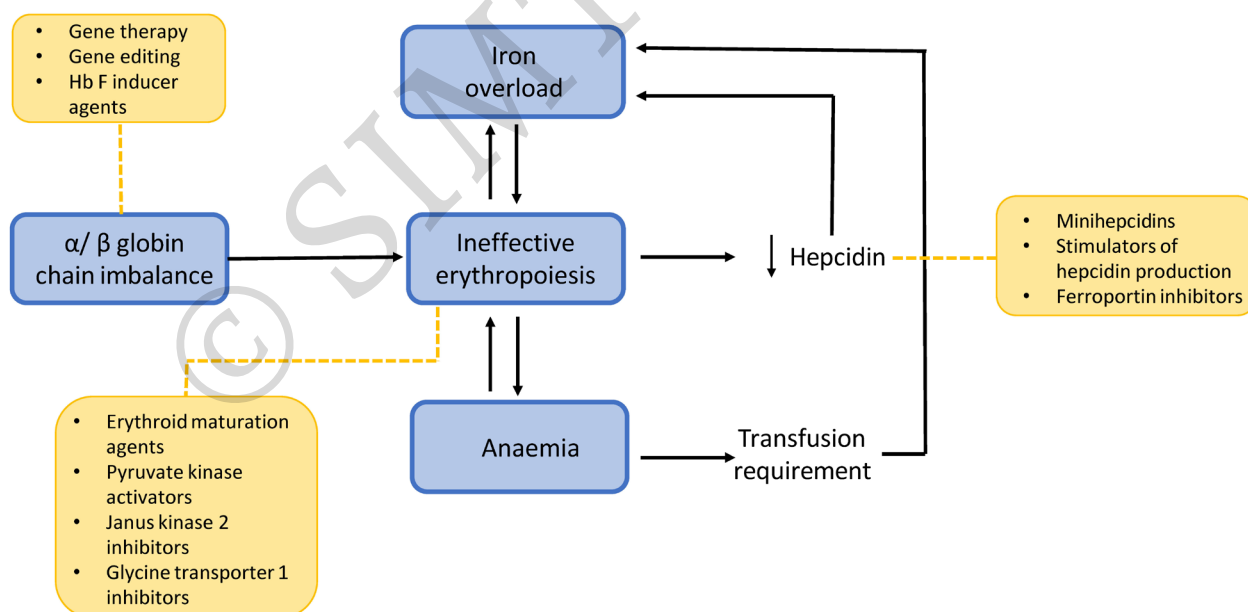 • Gene therapy
• Gene editing
• Hb F inducer
agents
Iron
overload
α/ β globin
chain imbalance
Ineffective
erythropoiesis
↓ Hepcidin
• Minihepcidins
• Stimulators of
hepcidin production
• Ferroportin inhibitors
• Erythroid maturation
agents
• Pyruvate kinase
activators
• Janus kinase 2
inhibitors
• Glycine transporter 1
inhibitors
Anaemia
Transfusion
requirement
© SIMT